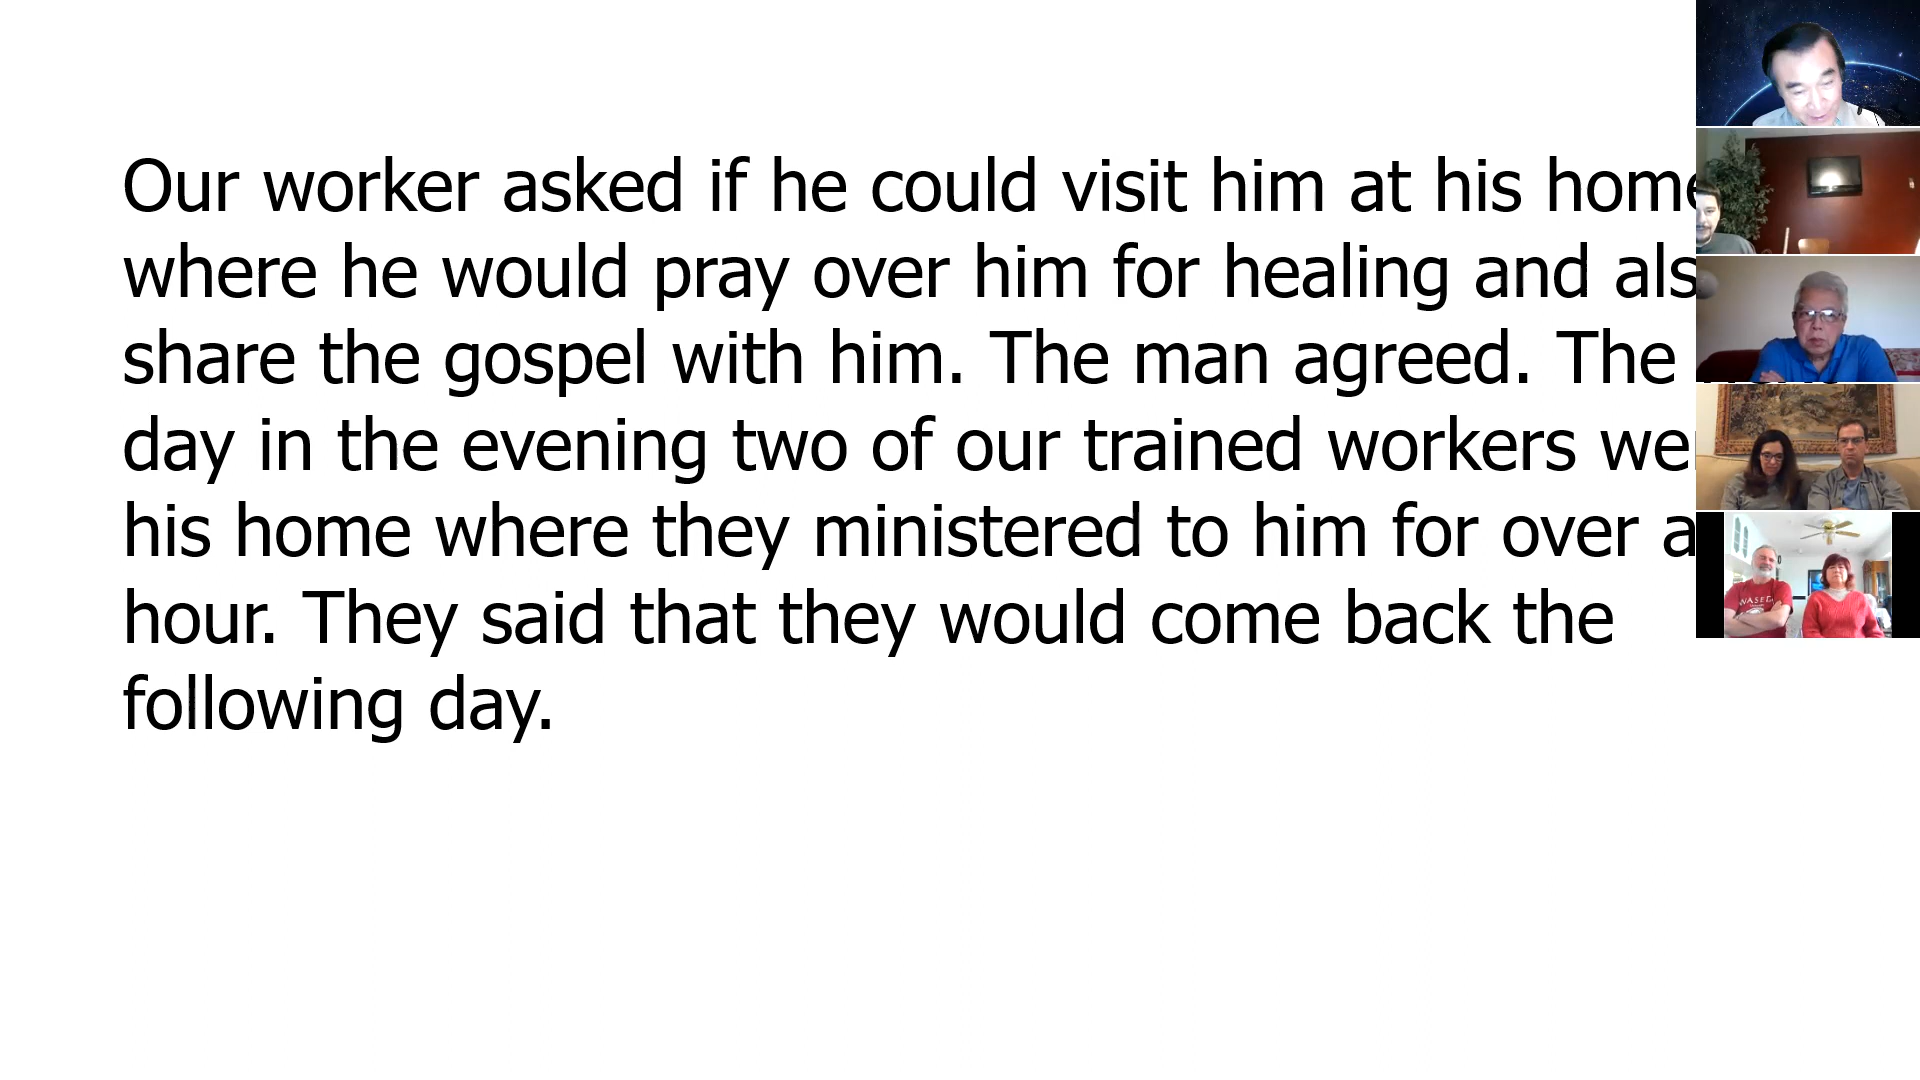 Our worker asked if he could visit him at his home
where he would pray over him for healing and
share the gospel with him. The man agreed. The
day in the evening two of our trained workers
his home where they ministered to him for over
hour. They said that they would come back the
following day.